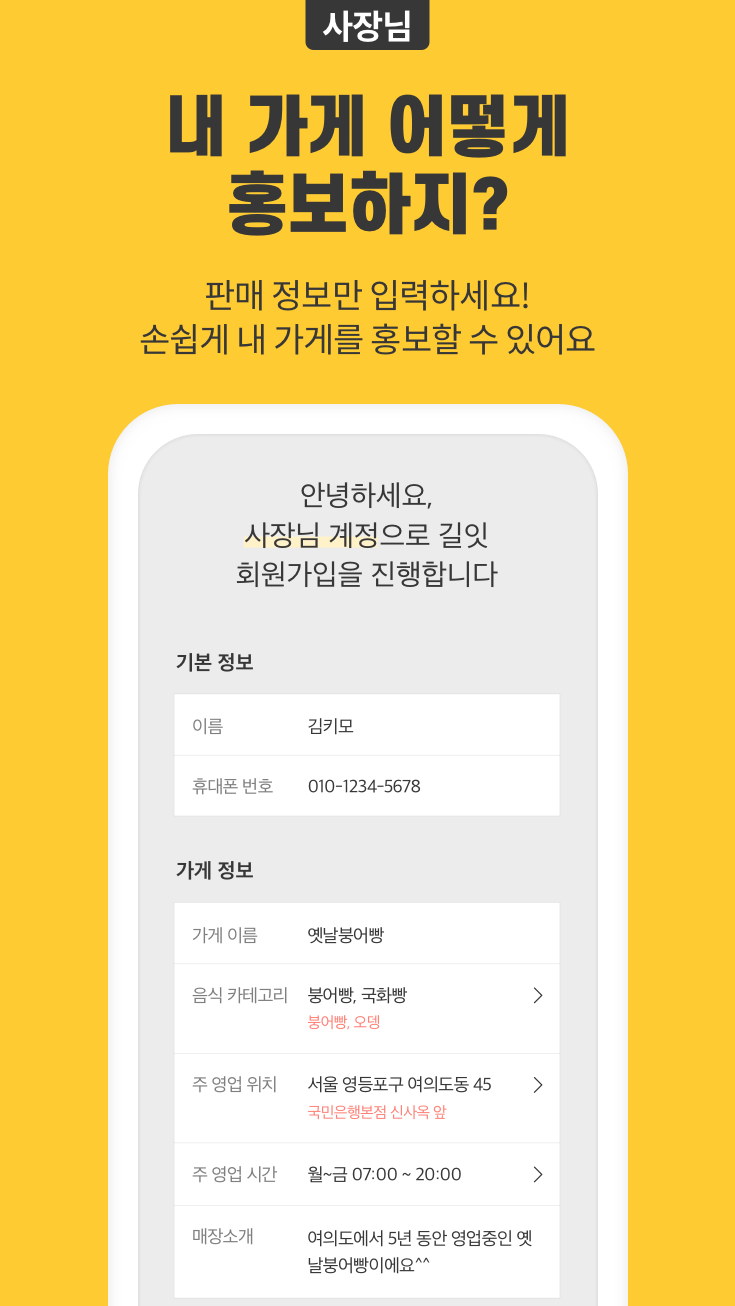 사장님
내 가게 어떻게
홍보하지?
판매 정보만 입력하세요!
손쉽게 내 가게를 홍보할 수 있어요
안녕하세요,
사장님 계정으로 길잇
회원가입을 진행합니다
기본 정보
이름 김키모
휴대폰 번호 010-1234-5678
가게 정보
가게 이름 옛날붕어빵
음식 카테고리 붕어빵, 국화빵
붕어빵, 오뎅
주 영업 위치 서울 영등포구 여의도동 45
국민은행본점 신사옥 앞
주 영업 시간 월~금 07:00 ~ 20:00
매장소개 여의도에서 5년 동안 영업중인 옛
날붕어빵이에요^^